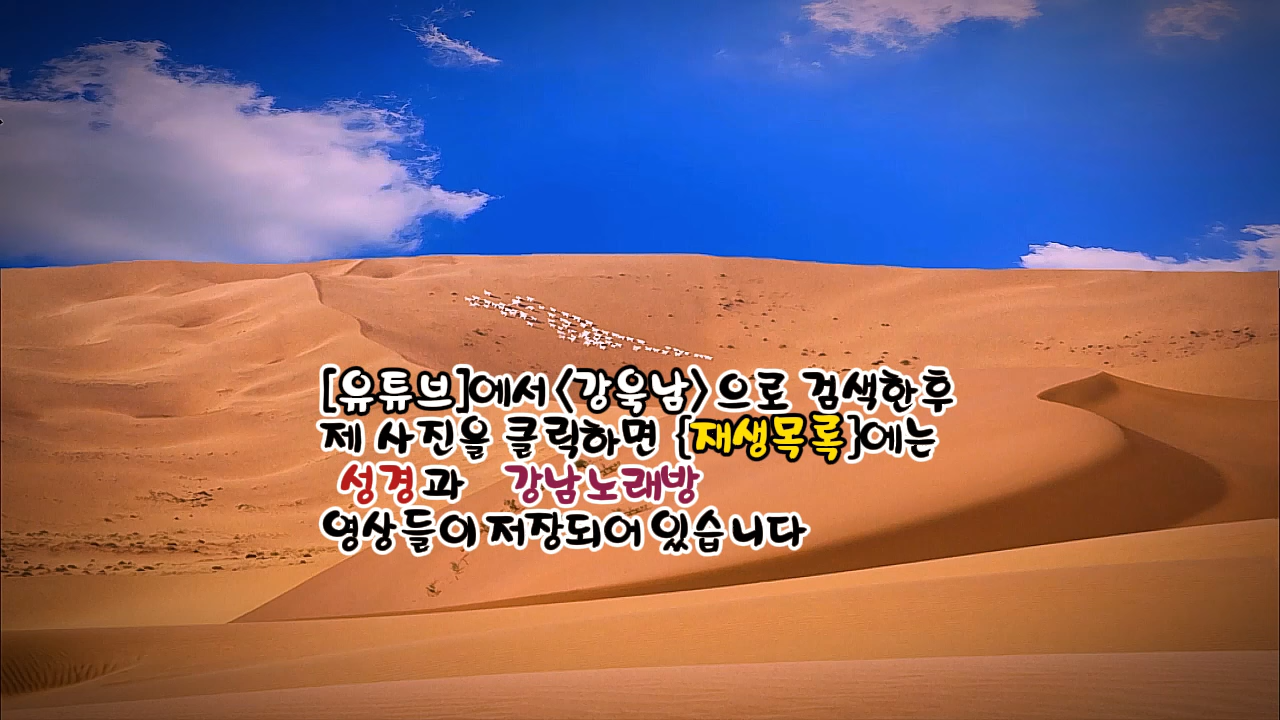 [유튜브]에서 <강욱남> 으로 검색한후
제 사진을 클릭하면 {재생목록}에는
성경과 강남노래방
영상들이 저장되어 있습니다